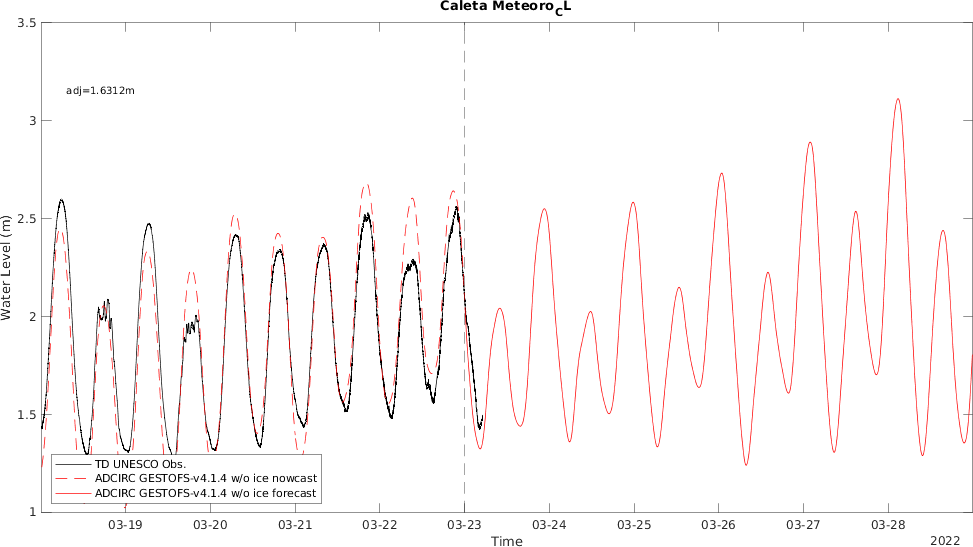 Caleta Meteoro_CL
3.5
adj=1.6312m
3
2.5
Water Level (m)
2
1.5
TD UNESCO Obs.
ADCIRC GESTOFS-v4.1.4 w/o ice nowcast
ADCIRC GESTOFS-v4.1.4 w/o ice forecast
1
03-19 03-20 03-21 03-22 03-23 03-24 03-25 03-26 03-27 03-28
Time
2022